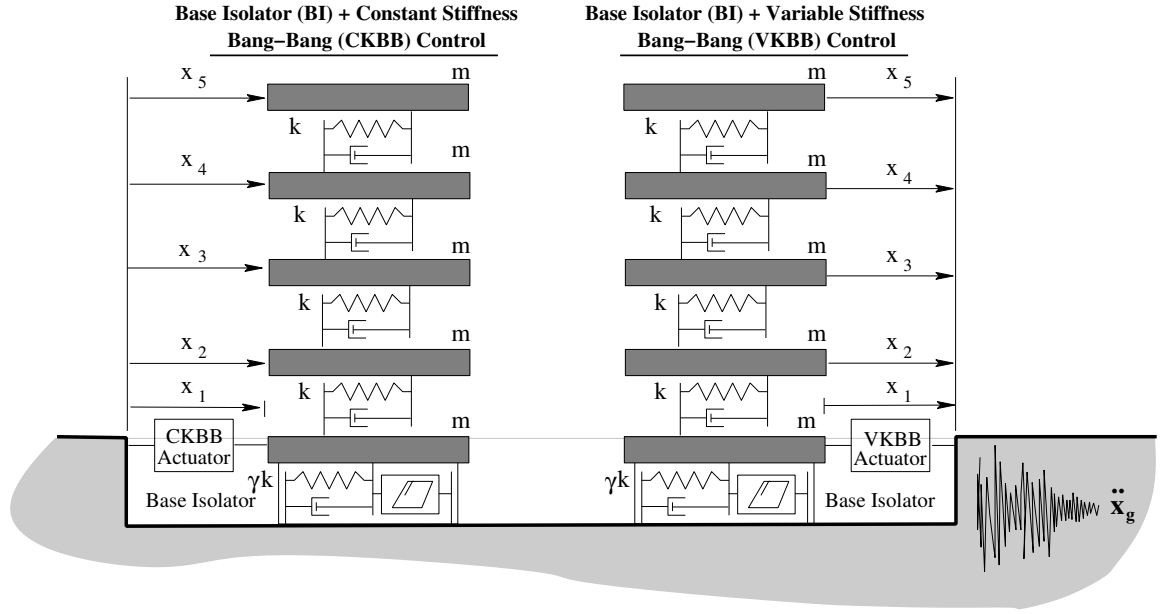 Base Isolator (BI) + Constant Stiffness
Bang−Bang (CKBB) Control
Base Isolator (BI) + Variable Stiffness
Bang−Bang (VKBB) Control
x 5
m
m
x 5
k
k
x 4
m
m
x 4
k
k
x 3
m
m
x 3
k
k
x 2
m
m
x 2
k
k
x 1
m
m
x 1
CKBB
Actuator
VKBB
Actuator
γk
Base Isolator
γk
Base Isolator
ẍ g